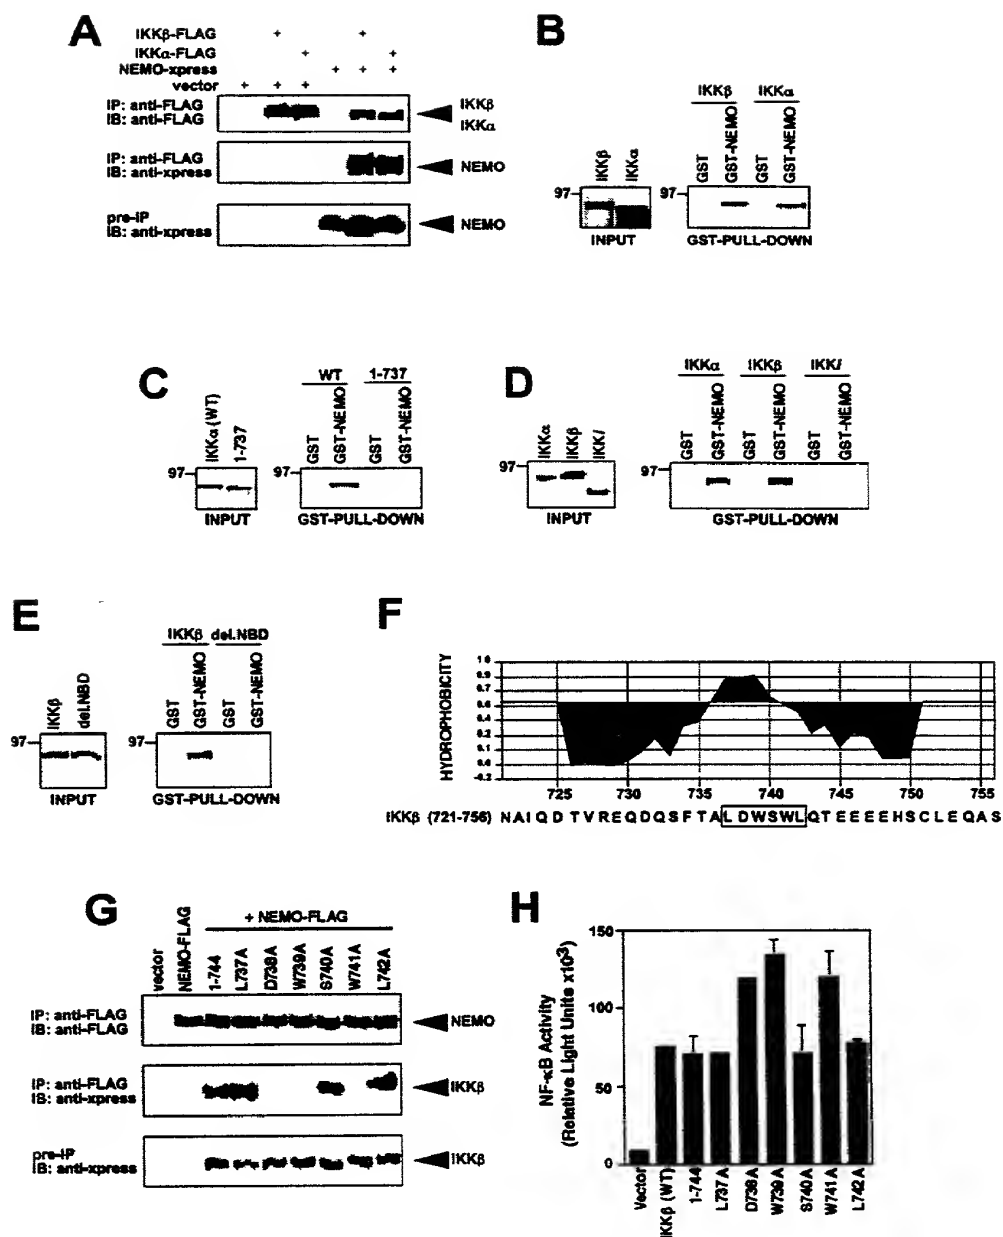 A
IKKβ-FLAG + +
IKKα-FLAG + +
NEMO-xpress + + +
vector + + +
IP: anti-FLAG
IB: anti-FLAG
IKKβ
IKKα
IP: anti-FLAG
IB: anti-xpress
NEMO
pre-IP
IB: anti-xpress
NEMO
B
IKKβ IKKα
IKKβ
IKKα
GST
GST-NEMO
GST
GST-NEMO
97
97
INPUT
GST-PULL-DOWN
C
WT 1-737
IKKα (WT)
1-737
GST
GST-NEMO
GST
GST-NEMO
97
97
INPUT
GST-PULL-DOWN
D
IKKα IKKβ IKKi
IKKα
IKKβ
IKKi
GST
GST-NEMO
GST
GST-NEMO
GST
GST-NEMO
97
97
INPUT
GST-PULL-DOWN
E
IKKβ del.NBD
IKKβ
del.NBD
GST
GST-NEMO
GST
GST-NEMO
97
97
INPUT
GST-PULL-DOWN
F
HYDROPHOBICITY
725 730 735 740 745 750 755
IKKβ (721-756) NAIQDTVREQDQSFTALDWSWLQTEEEEHSCLEQAS
G
+ NEMO-FLAG
vector
NEMO-FLAG
1-744
L737A
D738A
W739A
S740A
W741A
L742A
IP: anti-FLAG
IB: anti-FLAG
NEMO
IP: anti-FLAG
IB: anti-xpress
IKKβ
pre-IP
IB: anti-xpress
IKKβ
H
NF-κB Activity
(Relative Light Units x10³)
150
100
50
0
Vector
IKKβ (WT)
1-744
L737A
D738A
W739A
S740A
W741A
L742A